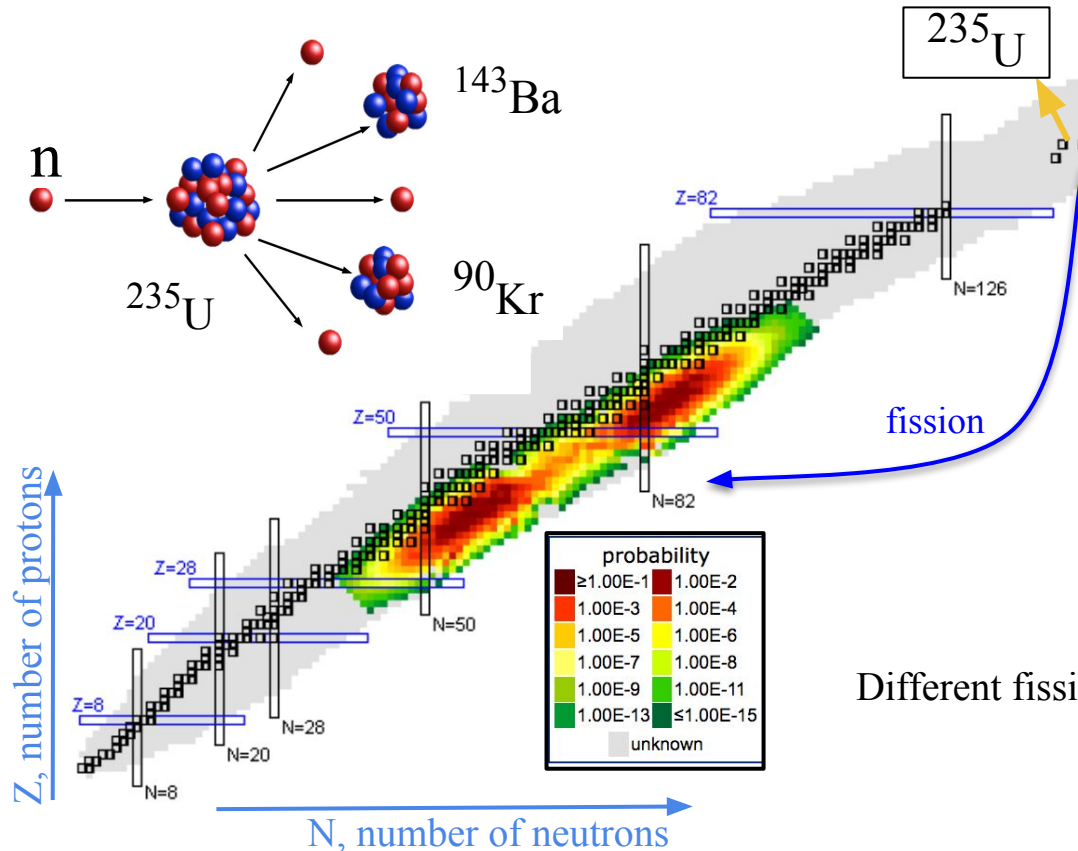 ²³⁵U
¹⁴³Ba
n
²³⁵U
⁹⁰Kr
Z=82
N=126
Z=50
fission
N=82
Z=28
N=50
Z=20
N=28
Z=8
N=20
N=8
probability
≥1.00E-1 1.00E-2
1.00E-3 1.00E-4
1.00E-5 1.00E-6
1.00E-7 1.00E-8
1.00E-9 1.00E-11
1.00E-13 ≤1.00E-15
unknown
Different fissi
Z, number of protons
N, number of neutrons